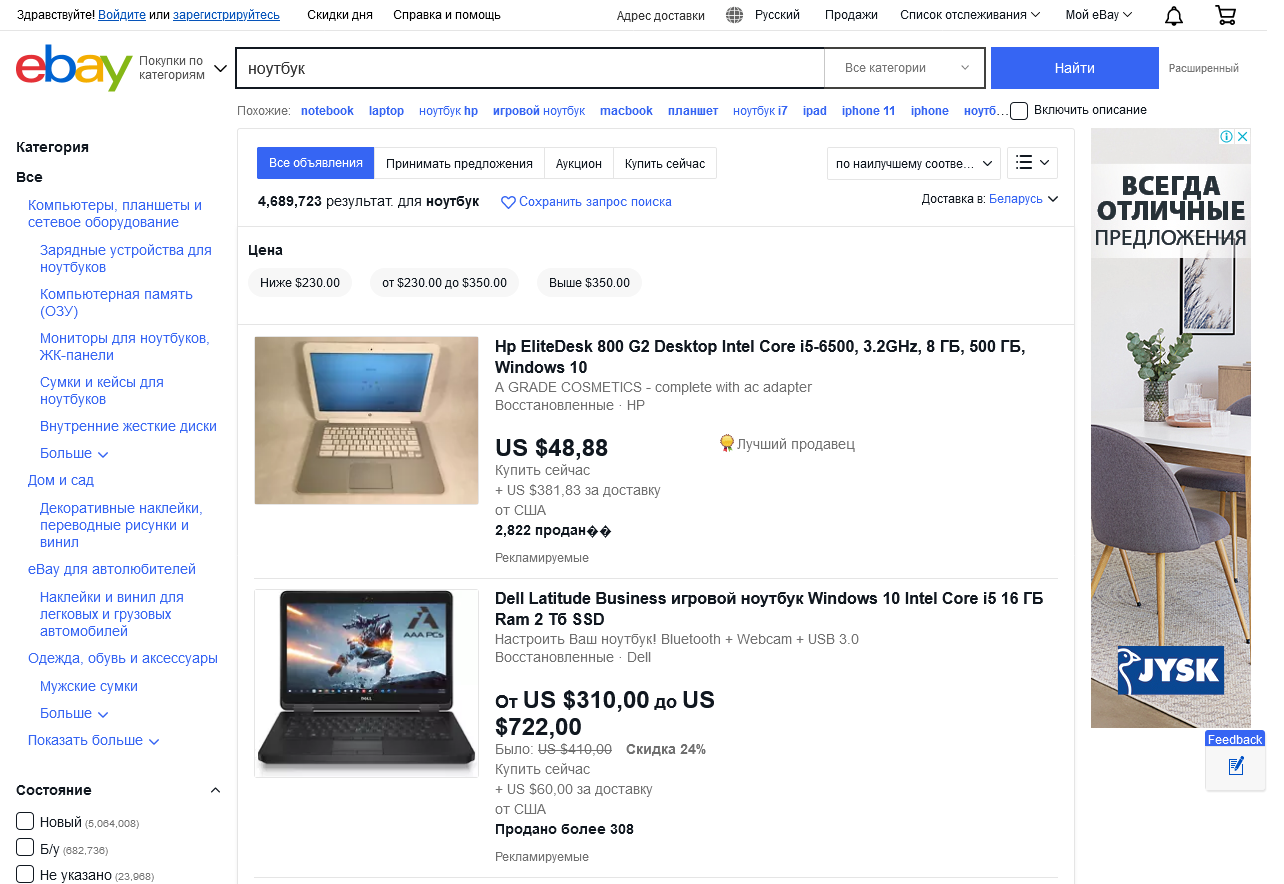 Здравствуйте! Войдите или зарегистрируйтесь
Скидки дня
Справка и помощь
Адрес доставки
Русский
Продажи
Список отслеживания
Мой eBay
ebay
Покупки по
категориям
ноутбук
Все категории
Найти
Расширенный
Похожие: notebook laptop ноутбук hp игровой ноутбук macbook планшет ноутбук i7 ipad iphone 11 iphone ноутб...
Включить описание
Категория
Все
Компьютеры, планшеты и
сетевое оборудование
Зарядные устройства для
ноутбуков
Компьютерная память
(ОЗУ)
Мониторы для ноутбуков,
ЖК-панели
Сумки и кейсы для
ноутбуков
Внутренние жесткие диски
Больше
Дом и сад
Декоративные наклейки,
переводные рисунки и
винил
eBay для автолюбителей
Наклейки и винил для
легковых и грузовых
автомобилей
Одежда, обувь и аксессуары
Мужские сумки
Больше
Показать больше
Состояние
Новый (5,064,008)
Б/у (682,736)
Не указано (23,968)
Все объявления
Принимать предложения
Аукцион
Купить сейчас
по наилучшему соотве...
4,689,723 результат. для ноутбук
Сохранить запрос поиска
Доставка в: Беларусь
Цена
Ниже $230.00
от $230.00 до $350.00
Выше $350.00
Hp EliteDesk 800 G2 Desktop Intel Core i5-6500, 3.2GHz, 8 ГБ, 500 ГБ,
Windows 10
A GRADE COSMETICS - complete with ac adapter
Восстановленные · HP
US $48,88
Лучший продавец
Купить сейчас
+ US $381,83 за доставку
от США
2,822 продан��
Рекламируемые
AAA PCs
DELL
Dell Latitude Business игровой ноутбук Windows 10 Intel Core i5 16 ГБ
Ram 2 Тб SSD
Настроить Ваш ноутбук! Bluetooth + Webcam + USB 3.0
Восстановленные · Dell
От US $310,00 до US
$722,00
Было: US $410,00 Скидка 24%
Купить сейчас
+ US $60,00 за доставку
от США
Продано более 308
Рекламируемые
ВСЕГДА
ОТЛИЧНЫЕ
ПРЕДЛОЖЕНИЯ
JYSK
Feedback